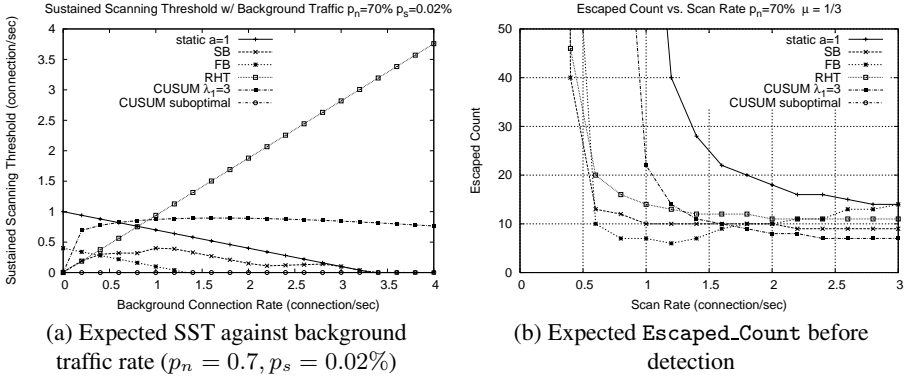 Sustained Scanning Threshold w/ Background Traffic pn=70% ps=0.02%
Sustained Scanning Threshold (connection/sec)
4
3.5
3
2.5
2
1.5
1
0.5
0
static a=1
SB
FB
RHT
CUSUM λ1=3
CUSUM suboptimal
0 0.5 1 1.5 2 2.5 3 3.5 4
Background Connection Rate (connection/sec)
(a) Expected SST against background
traffic rate (pn = 0.7, ps = 0.02%)
Escaped Count vs. Scan Rate pn=70% μ = 1/3
Escaped Count
50
40
30
20
10
0
static a=1
SB
FB
RHT
CUSUM λ1=3
CUSUM suboptimal
0 0.5 1 1.5 2 2.5 3
Scan Rate (connection/sec)
(b) Expected Escaped_Count before
detection